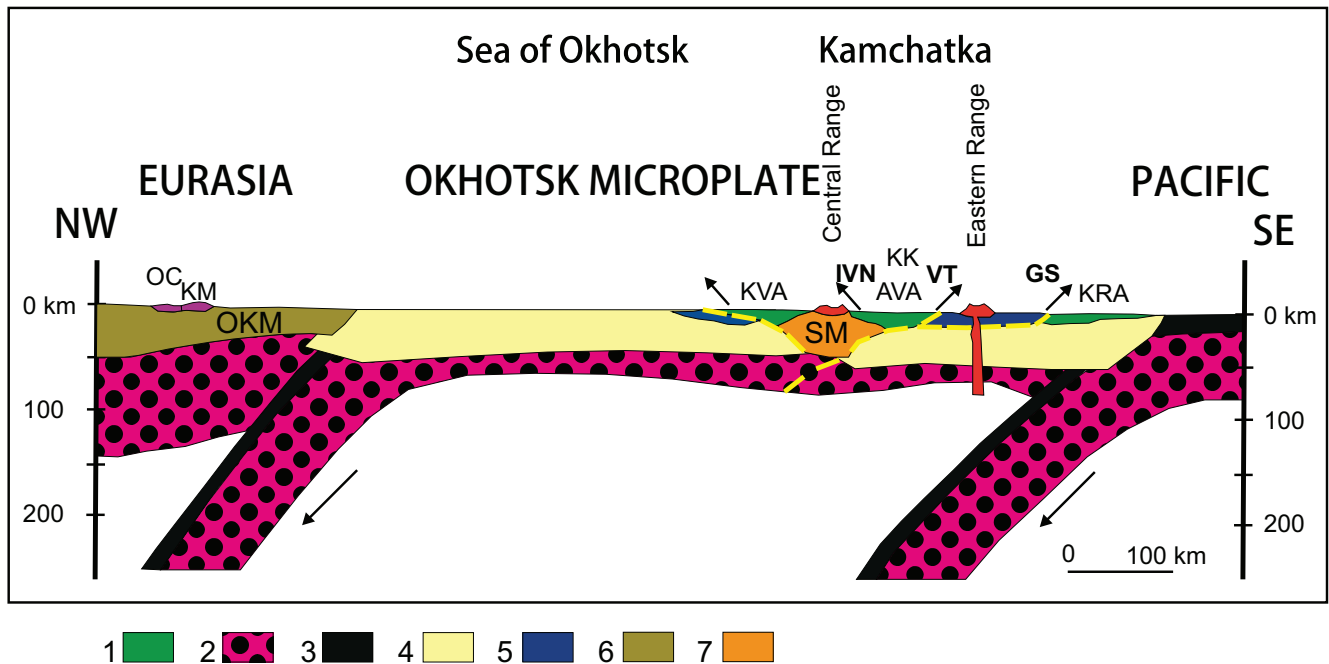 Sea of Okhotsk Kamchatka
Central Range
Eastern Range
EURASIA OKHOTSK MICROPLATE PACIFIC
NW SE
OC KM KVA IVN KK AVA VT GS KRA
0 km 0 km
OKM SM
100 100
200 200
0 100 km
1 2 3 4 5 6 7